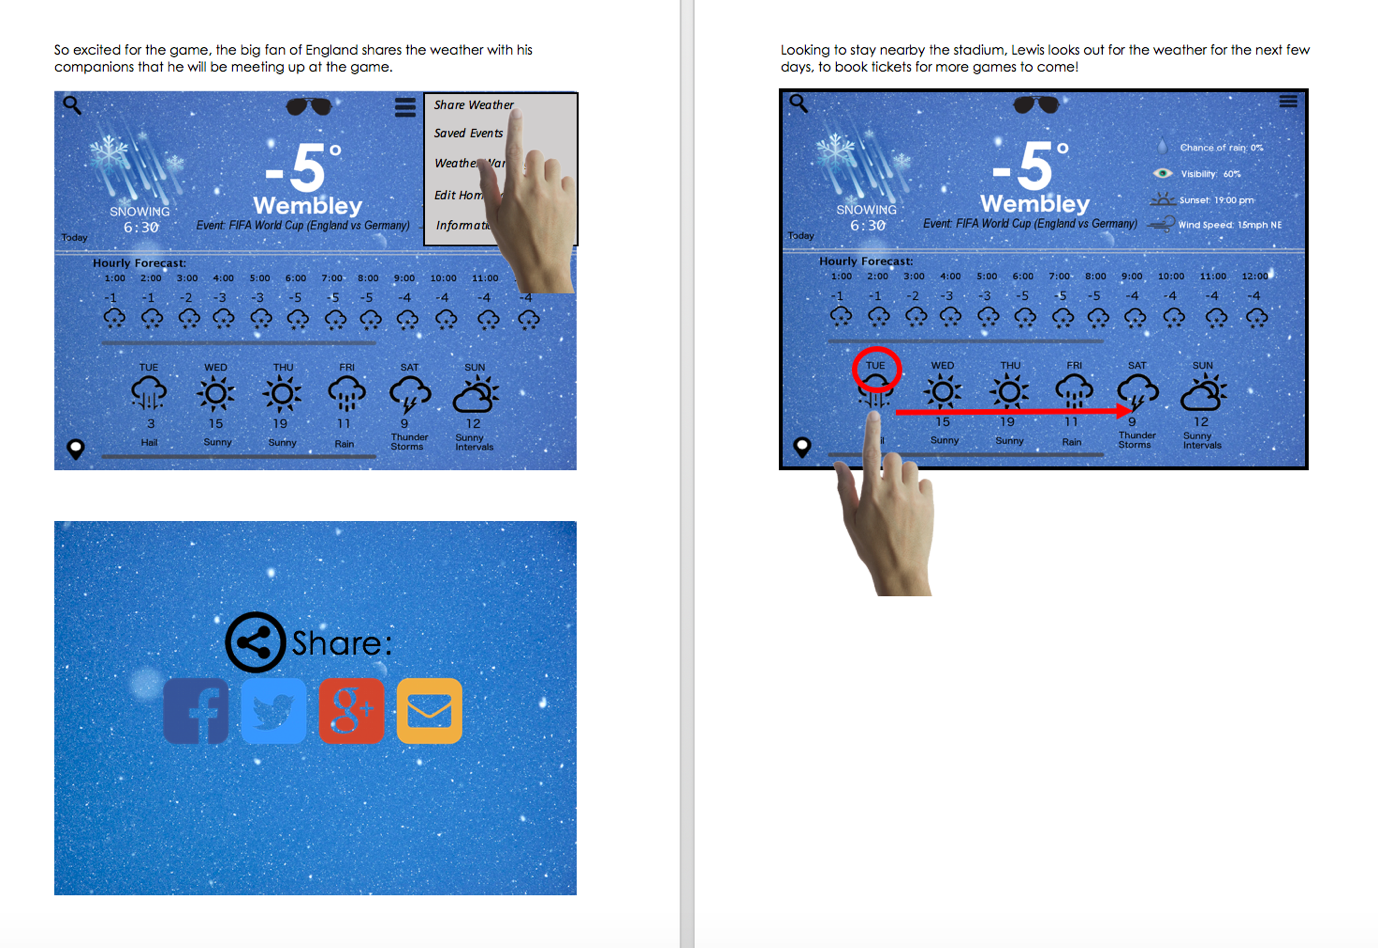 So excited for the game, the big fan of England shares the weather with his
companions that he will be meeting up at the game.
Share Weather
Saved Events
-5°
Wembley
Event: FIFA World Cup (England vs Germany)
SNOWING
6:30
Today
Hourly Forecast:
1:00 2:00 3:00 4:00 5:00 6:00 7:00 8:00 9:00 10:00 11:00
-1 -1 -2 -3 -3 -5 -5 -5 -4 -4 -4 -4
TUE WED THU FRI SAT SUN
3 15 19 11 9 12
Hail Sunny Sunny Rain Thunder Storms Sunny Intervals
Share:
Looking to stay nearby the stadium, Lewis looks out for the weather for the next few
days, to book tickets for more games to come!
-5°
Wembley
Event: FIFA World Cup (England vs Germany)
SNOWING
6:30
Today
Chance of rain: 0%
Visibility: 60%
Sunset: 19:00 pm
Wind Speed: 15mph NE
Hourly Forecast:
1:00 2:00 3:00 4:00 5:00 6:00 7:00 8:00 9:00 10:00 11:00 12:00
-1 -1 -2 -3 -3 -5 -5 -5 -4 -4 -4 -4
TUE WED THU FRI SAT SUN
15 19 11 9 12
Sunny Sunny Rain Thunder Storms Sunny Intervals